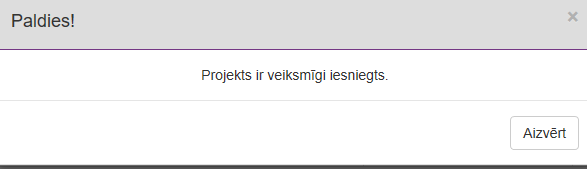 Paldies!
×
Projekts ir veiksmīgi iesniegts.
Aizvērt